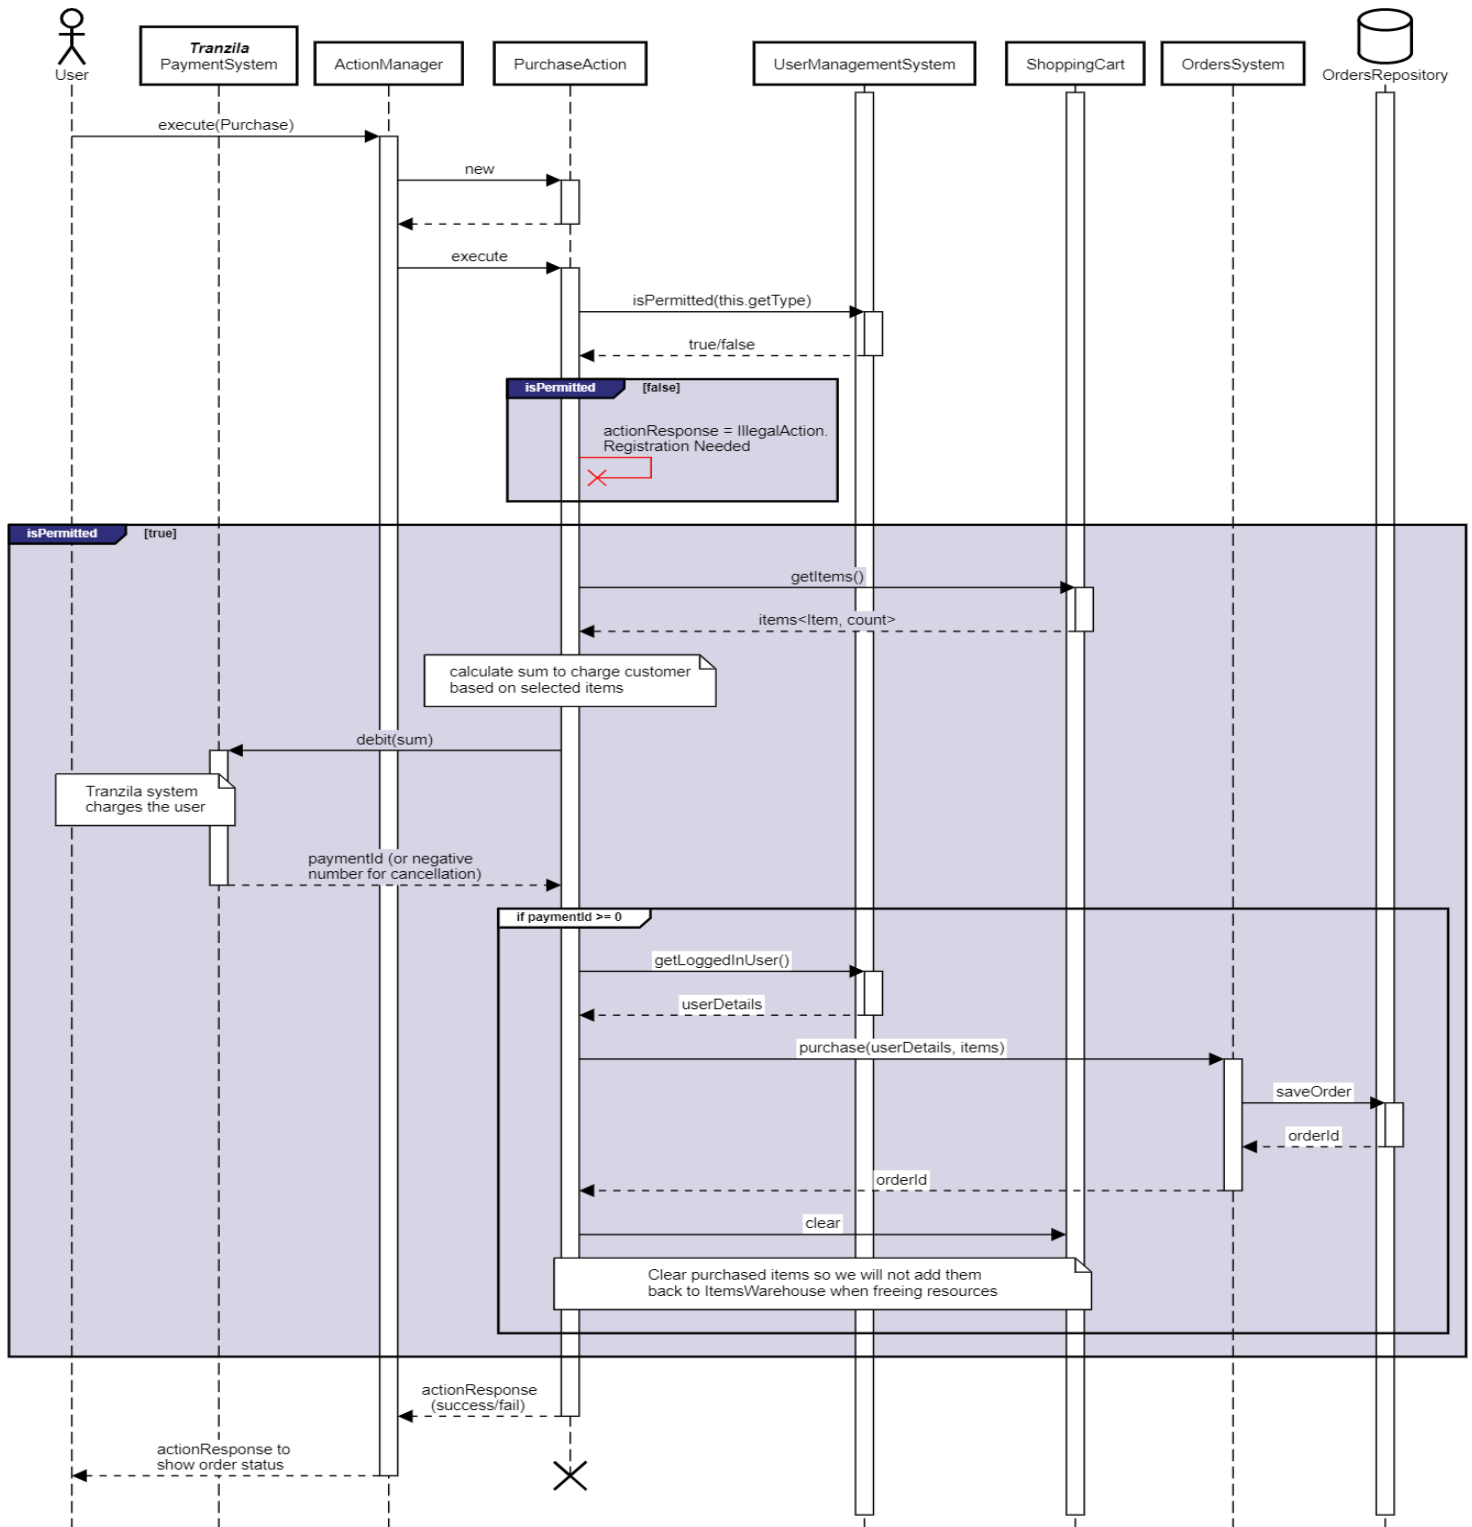 User
Tranzila
PaymentSystem
ActionManager
PurchaseAction
UserManagementSystem
ShoppingCart
OrdersSystem
OrdersRepository
execute(Purchase)
new
execute
isPermitted(this.getType)
true/false
isPermitted [false]
actionResponse = IllegalAction.
Registration Needed
isPermitted [true]
getItems()
items<Item, count>
calculate sum to charge customer
based on selected items
debit(sum)
Tranzila system
charges the user
paymentId (or negative
number for cancellation)
if paymentId >= 0
getLoggedInUser()
userDetails
purchase(userDetails, items)
saveOrder
orderId
orderId
clear
Clear purchased items so we will not add them
back to ItemsWarehouse when freeing resources
actionResponse
(success/fail)
actionResponse to
show order status